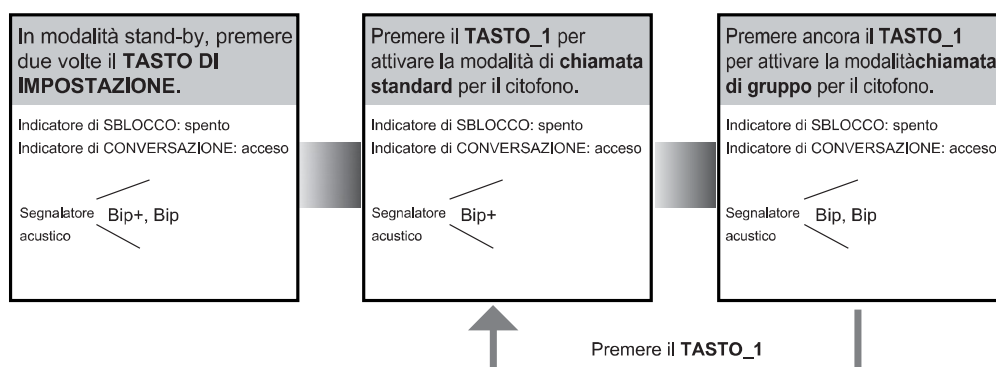 In modalità stand-by, premere
due volte il TASTO DI
IMPOSTAZIONE.
Indicatore di SBLOCCO: spento
Indicatore di CONVERSAZIONE: acceso
Segnalatore
acustico
Bip+, Bip
Premere il TASTO_1 per
attivare la modalità di chiamata
standard per il citofono.
Indicatore di SBLOCCO: spento
Indicatore di CONVERSAZIONE: acceso
Segnalatore
acustico
Bip+
Premere ancora il TASTO_1
per attivare la modalitàchiamata
di gruppo per il citofono.
Indicatore di SBLOCCO: spento
Indicatore di CONVERSAZIONE: acceso
Segnalatore
acustico
Bip, Bip
Premere il TASTO_1